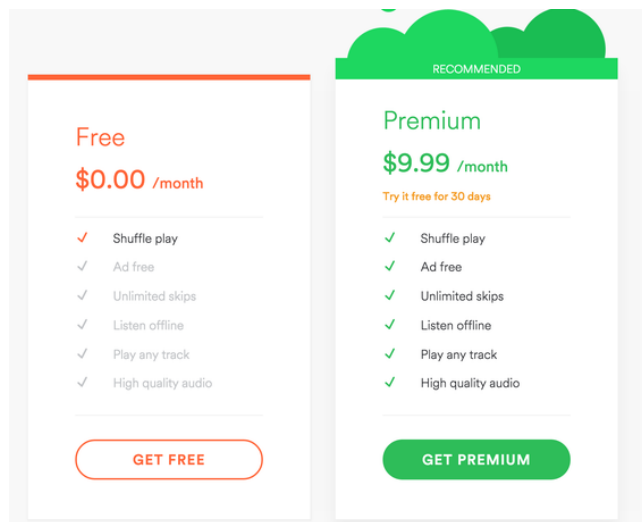 Free
$0.00 /month
Shuffle play
Ad free
Unlimited skips
Listen offline
Play any track
High quality audio
GET FREE
RECOMMENDED
Premium
$9.99 /month
Try it free for 30 days
Shuffle play
Ad free
Unlimited skips
Listen offline
Play any track
High quality audio
GET PREMIUM